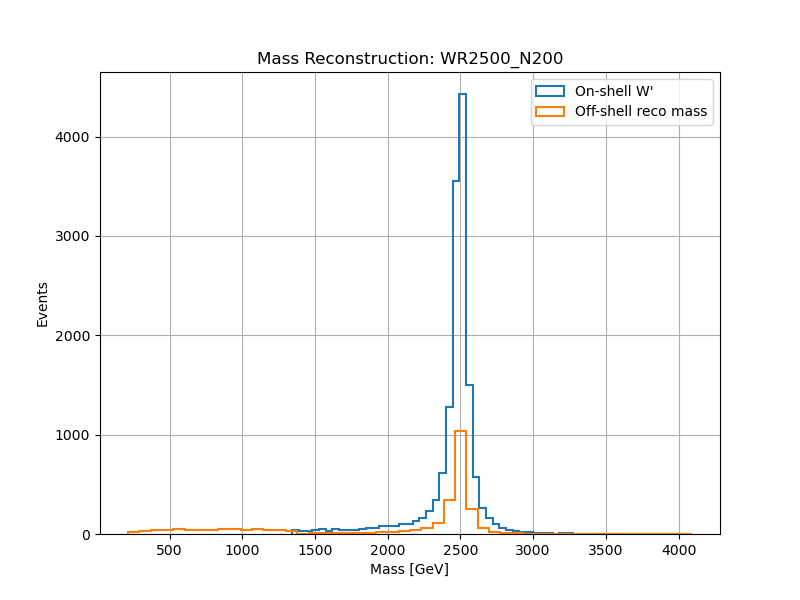 Mass Reconstruction: WR2500_N200
On-shell W'
Off-shell reco mass
4000
3000
2000
1000
0
Events
500
1000
1500
2000
2500
3000
3500
4000
Mass [GeV]